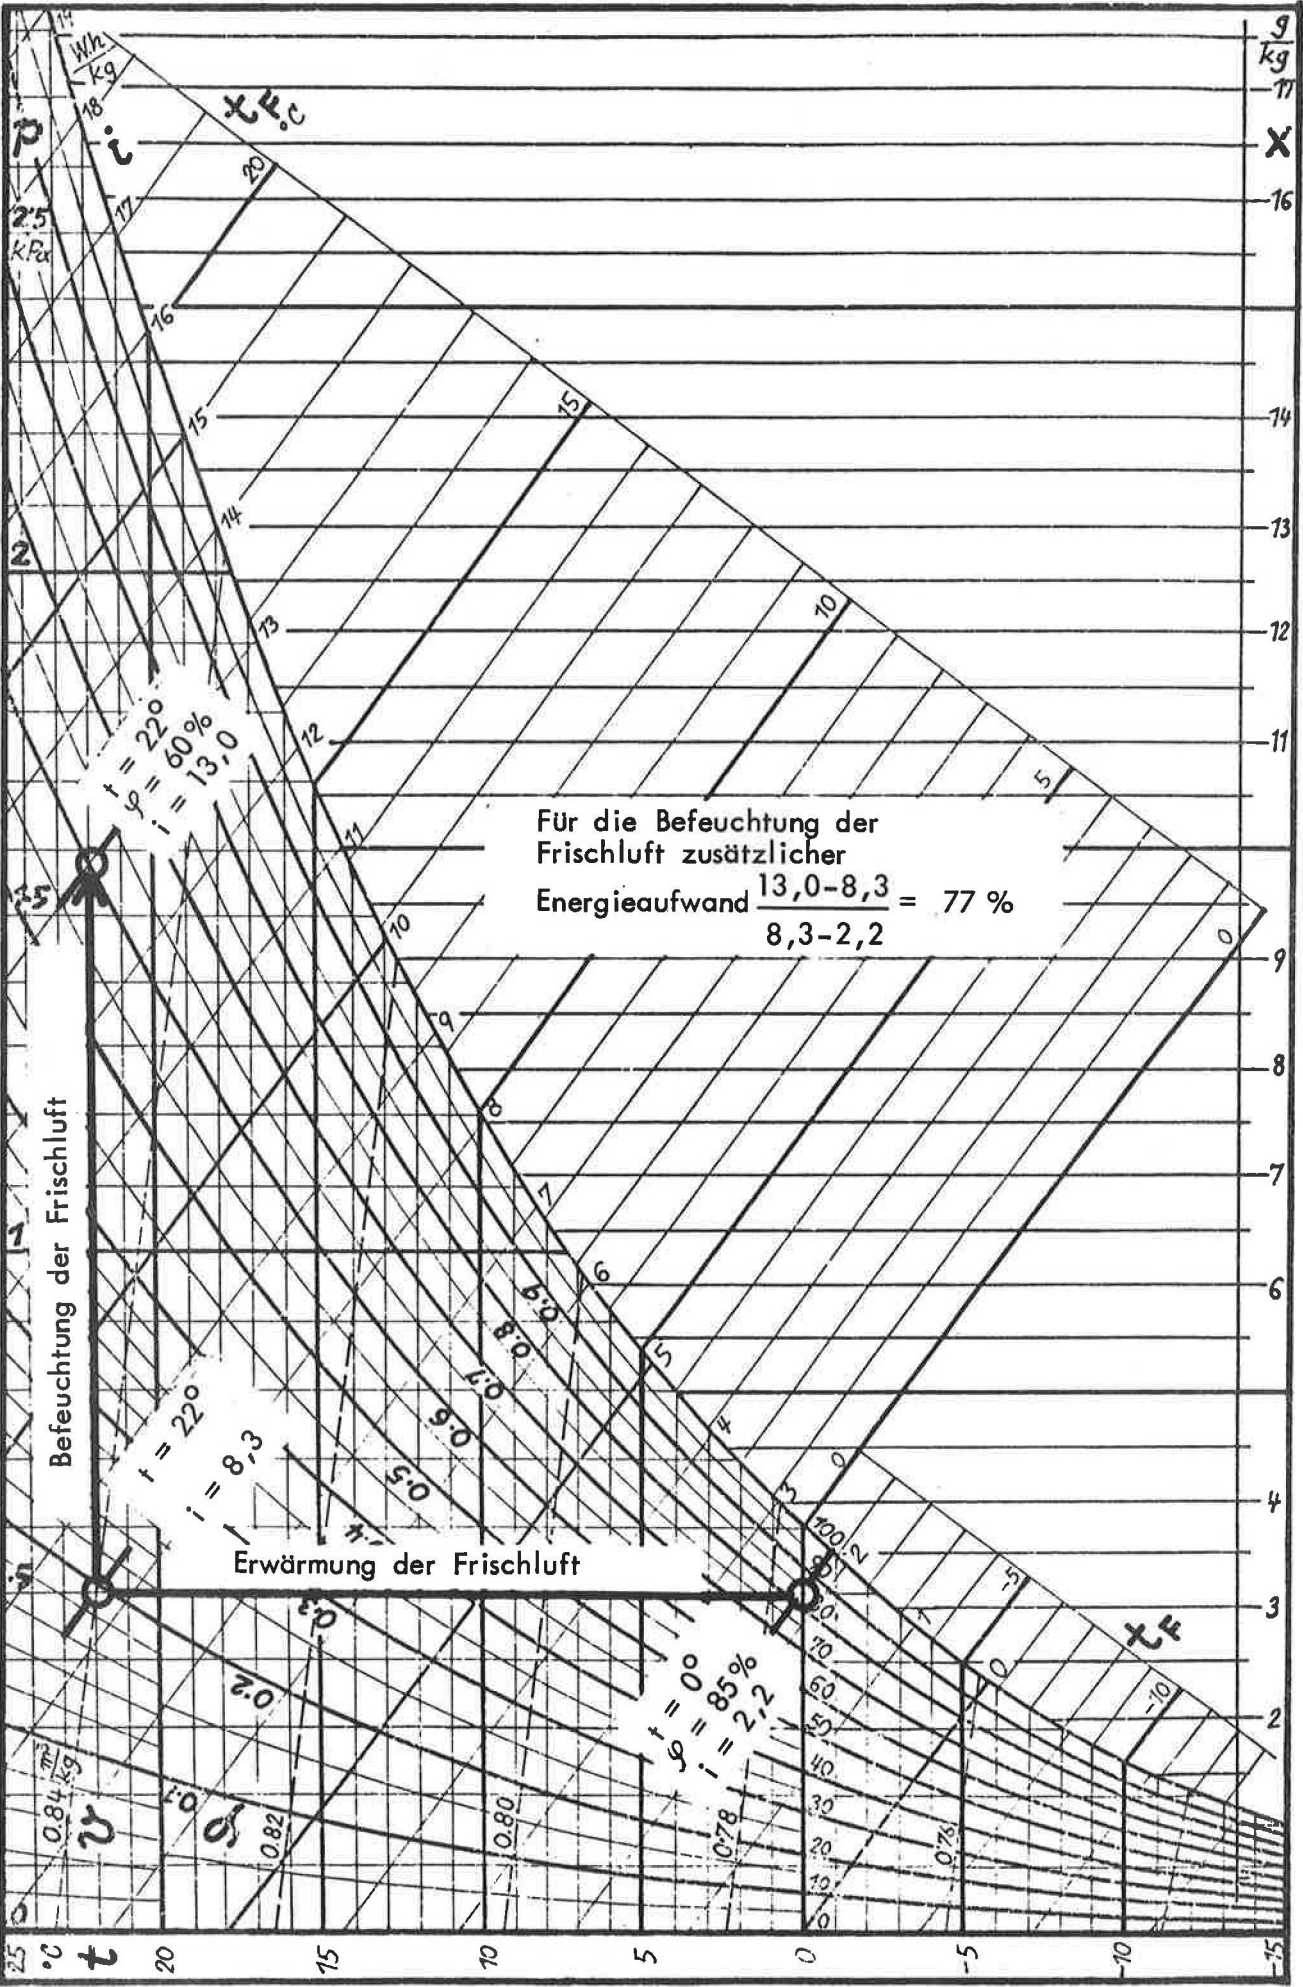 g
kg
17
X
16
14
13
12
11
9
8
7
6
4
3
2
19
Wh
kg
18
p
i
tF °C
20
17
25
kPa
16
15
15
14
2
13
10
12
5
t = 22°
φ = 60%
i = 13,0
11
Für die Befeuchtung der
Frischluft zusätzlicher
Energieaufwand 13,0-8,3 = 77 %
8,3-2,2
10
0
9
8
7
1
6
Befeuchtung der Frischluft
0.9
0.8
0.7
0.6
0.5
5
4
3
0
100
2
t = 22°
i = 8,3
Erwärmung der Frischluft
0.3
0.2
0.1
-5
1
0
tF
-10
70
60
50
40
30
20
10
0
t = 0°
φ = 85%
i = 2,2
0.84 m³
kg
v
φ
0.82
0.80
0.78
0.76
0
25 °C t 20 15 10 5 0 -5 -10 -15